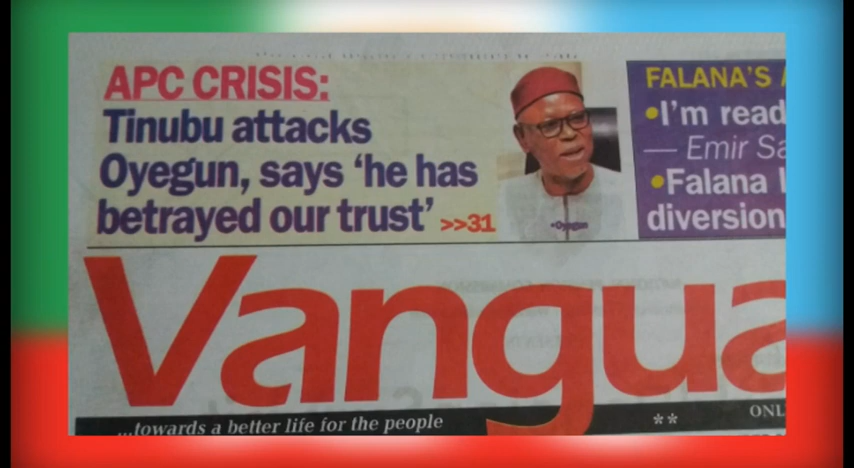 APC CRISIS:
Tinubu attacks
Oyegun, says ‘he has
betrayed our trust’ >>31
•Oyegun
FALANA'S
•I'm read
— Emir Sa
•Falana
diversion
Vangua
...towards a better life for the people
**
ONL